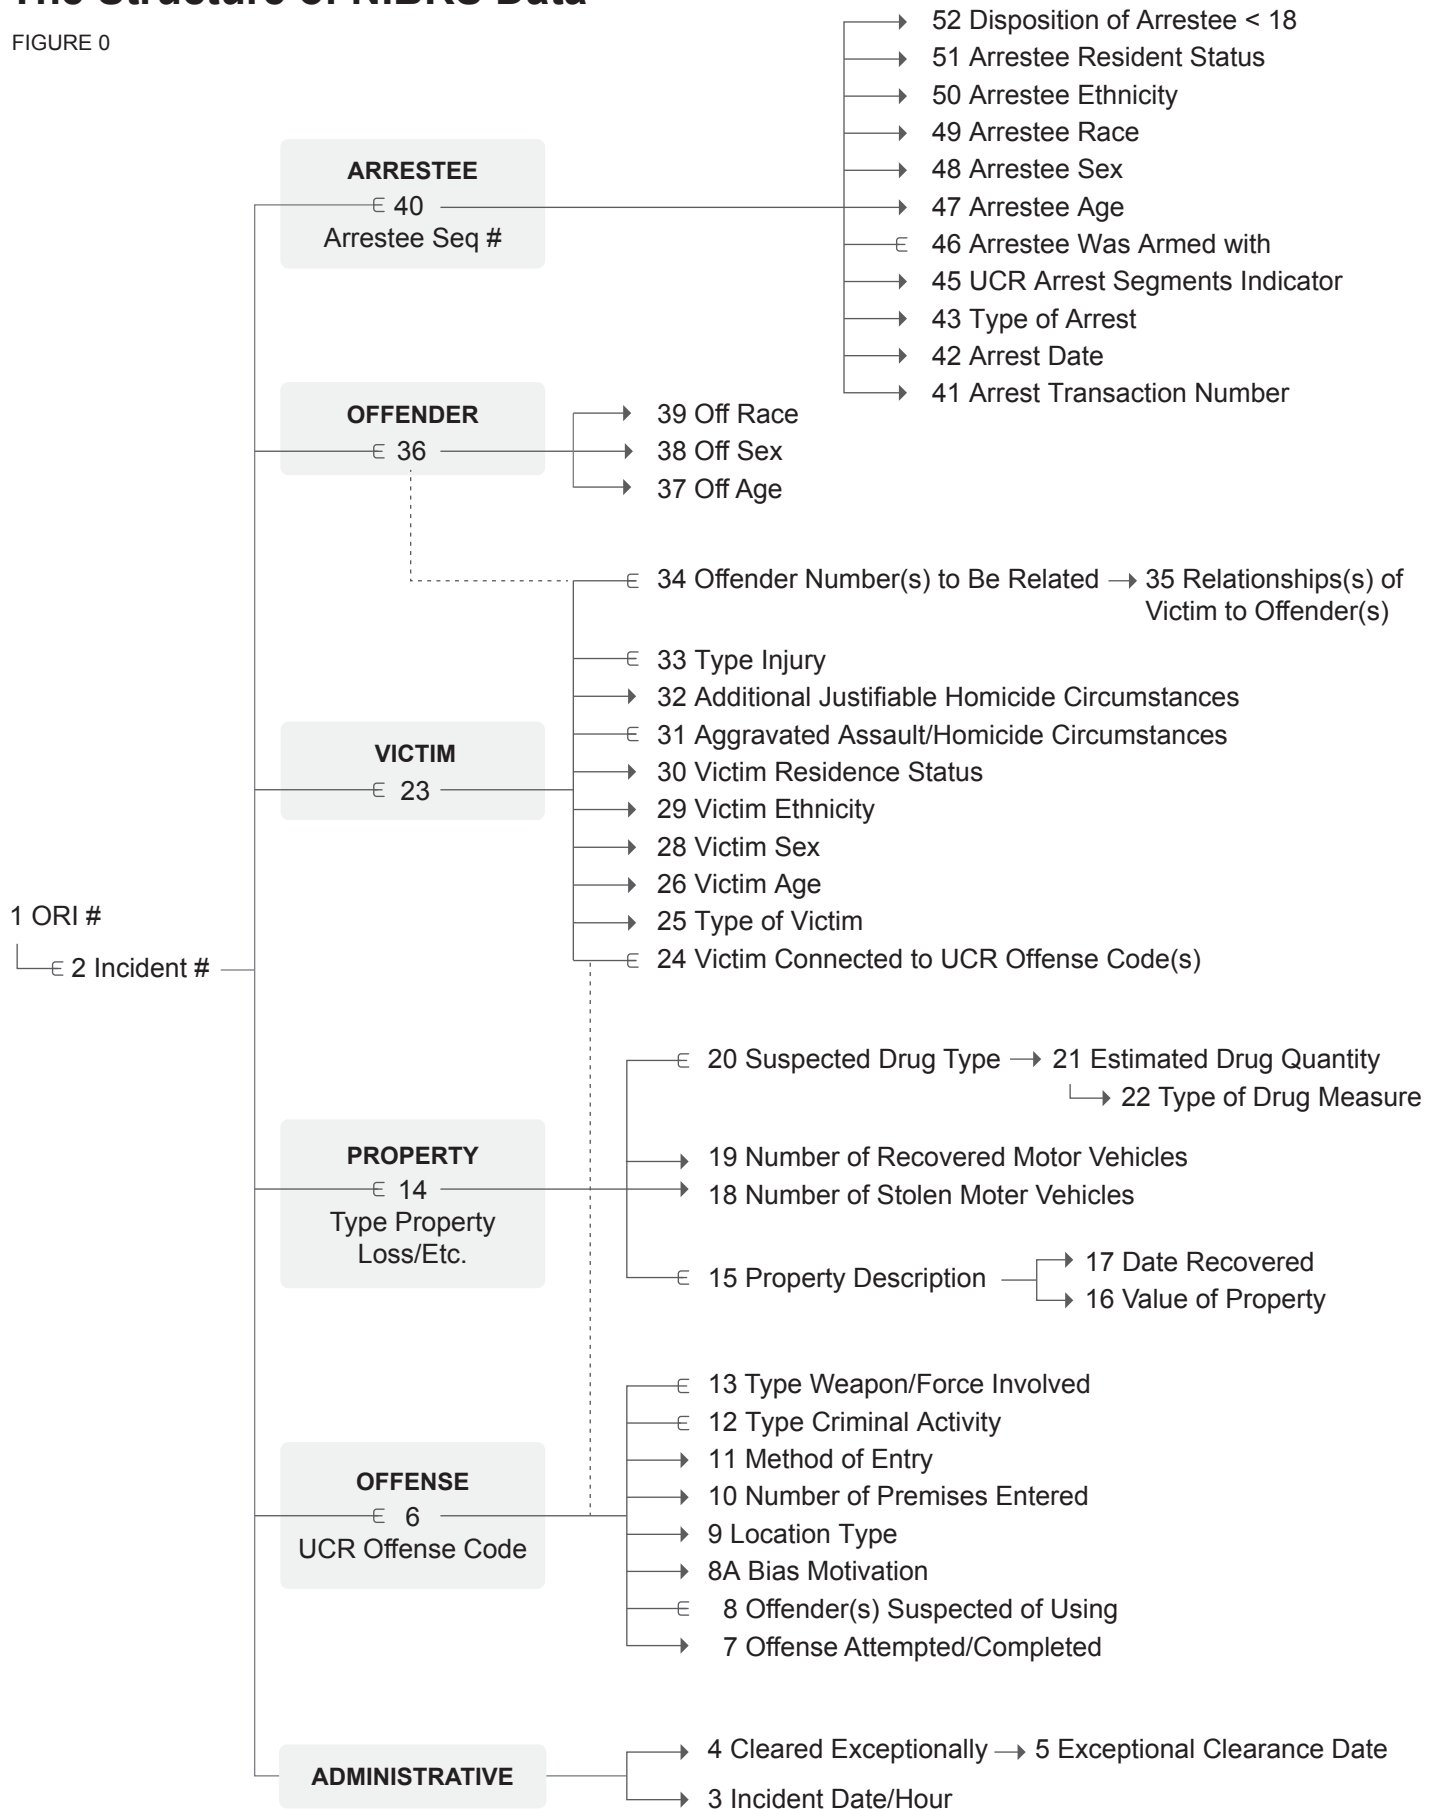 The Structure of NIBRS Data
FIGURE 0
52 Disposition of Arrestee < 18
51 Arrestee Resident Status
50 Arrestee Ethnicity
49 Arrestee Race
48 Arrestee Sex
47 Arrestee Age
46 Arrestee Was Armed with
45 UCR Arrest Segments Indicator
43 Type of Arrest
42 Arrest Date
41 Arrest Transaction Number
ARRESTEE
∈ 40
Arrestee Seq #
OFFENDER
∈ 36
39 Off Race
38 Off Sex
37 Off Age
34 Offender Number(s) to Be Related
35 Relationships(s) of
Victim to Offender(s)
33 Type Injury
32 Additional Justifiable Homicide Circumstances
31 Aggravated Assault/Homicide Circumstances
30 Victim Residence Status
29 Victim Ethnicity
28 Victim Sex
26 Victim Age
25 Type of Victim
24 Victim Connected to UCR Offense Code(s)
VICTIM
∈ 23
1 ORI #
∈ 2 Incident #
20 Suspected Drug Type
21 Estimated Drug Quantity
22 Type of Drug Measure
19 Number of Recovered Motor Vehicles
18 Number of Stolen Moter Vehicles
15 Property Description
17 Date Recovered
16 Value of Property
PROPERTY
∈ 14
Type Property
Loss/Etc.
13 Type Weapon/Force Involved
12 Type Criminal Activity
11 Method of Entry
10 Number of Premises Entered
9 Location Type
8A Bias Motivation
8 Offender(s) Suspected of Using
7 Offense Attempted/Completed
OFFENSE
∈ 6
UCR Offense Code
ADMINISTRATIVE
4 Cleared Exceptionally
5 Exceptional Clearance Date
3 Incident Date/Hour